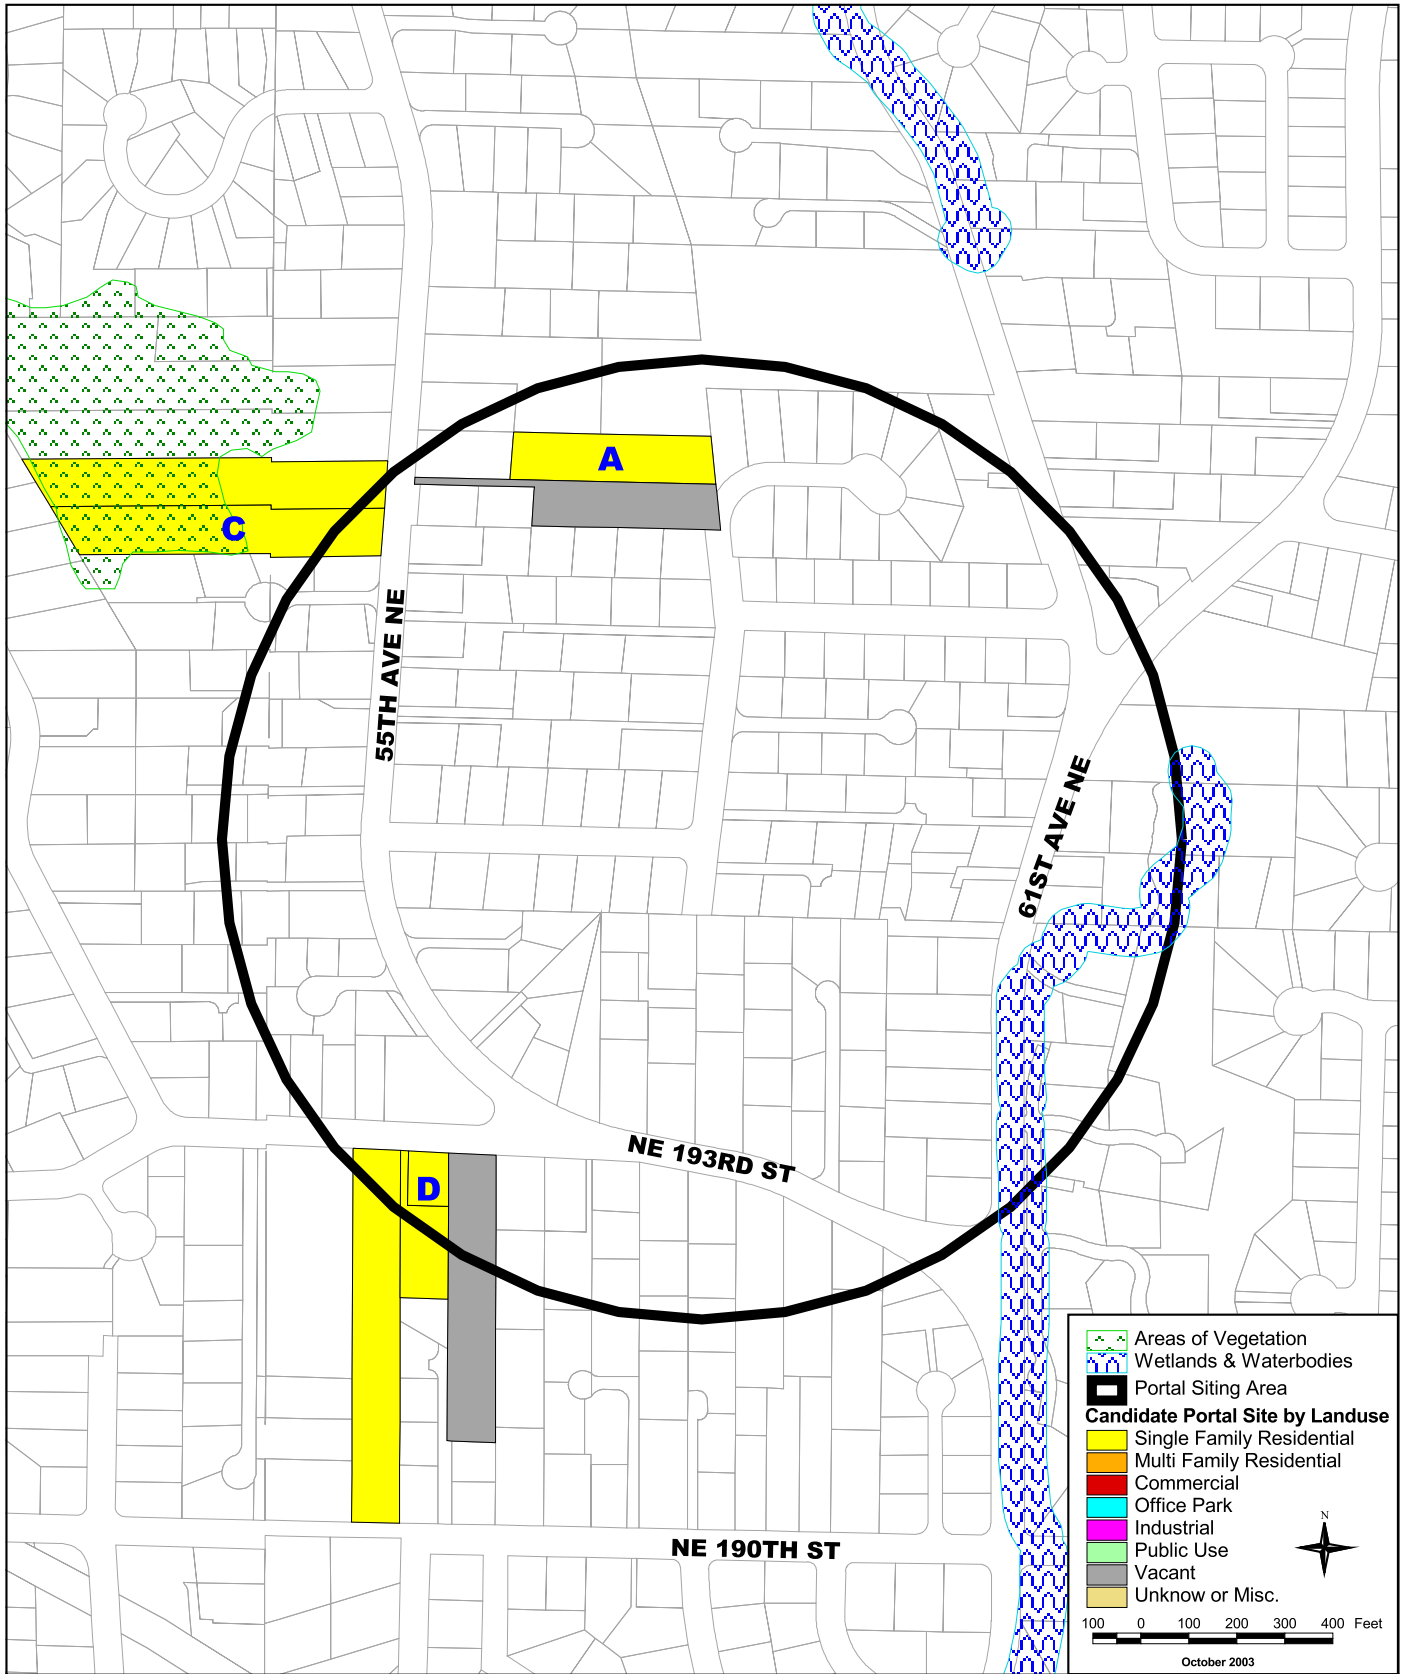 A
C
55TH AVE NE
61ST AVE NE
NE 193RD ST
D
NE 190TH ST
Areas of Vegetation
Wetlands & Waterbodies
Portal Siting Area
Candidate Portal Site by Landuse
Single Family Residential
Multi Family Residential
Commercial
Office Park
Industrial
Public Use
Vacant
Unknow or Misc.
N
100 0 100 200 300 400 Feet
October 2003